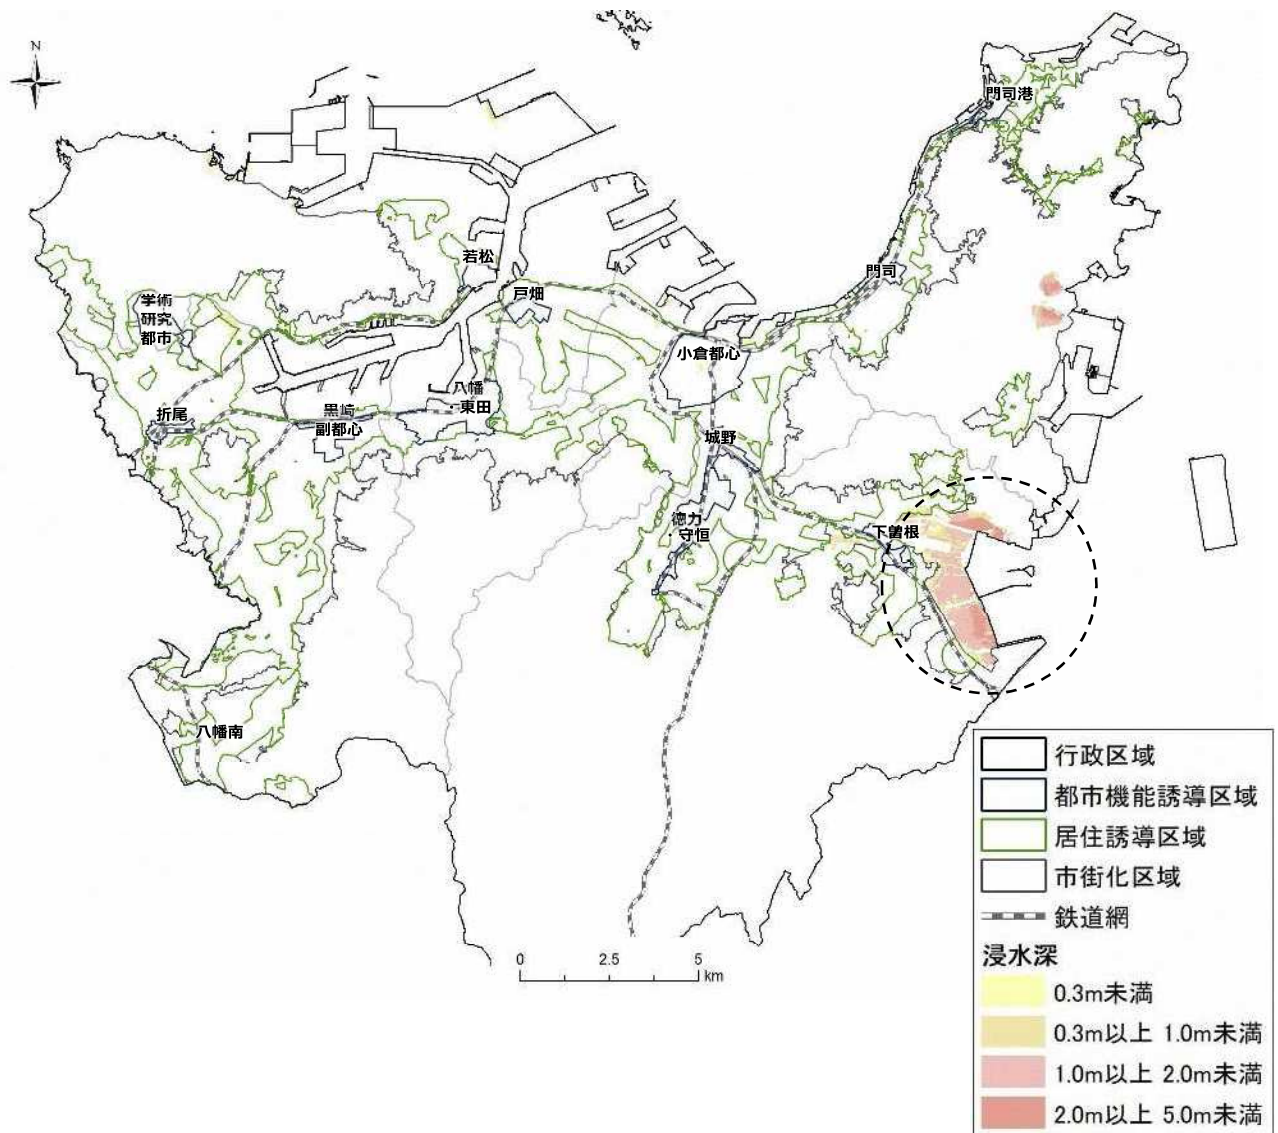 N
門司港
門司
若松
戸畑
学術
研究
都市
小倉都心
八幡
・東田
折尾
黒崎
副都心
城野
徳力
・守恒
下曽根
八幡南
0 2.5 5
km
行政区域
都市機能誘導区域
居住誘導区域
市街化区域
鉄道網
浸水深
0.3m未満
0.3m以上 1.0m未満
1.0m以上 2.0m未満
2.0m以上 5.0m未満